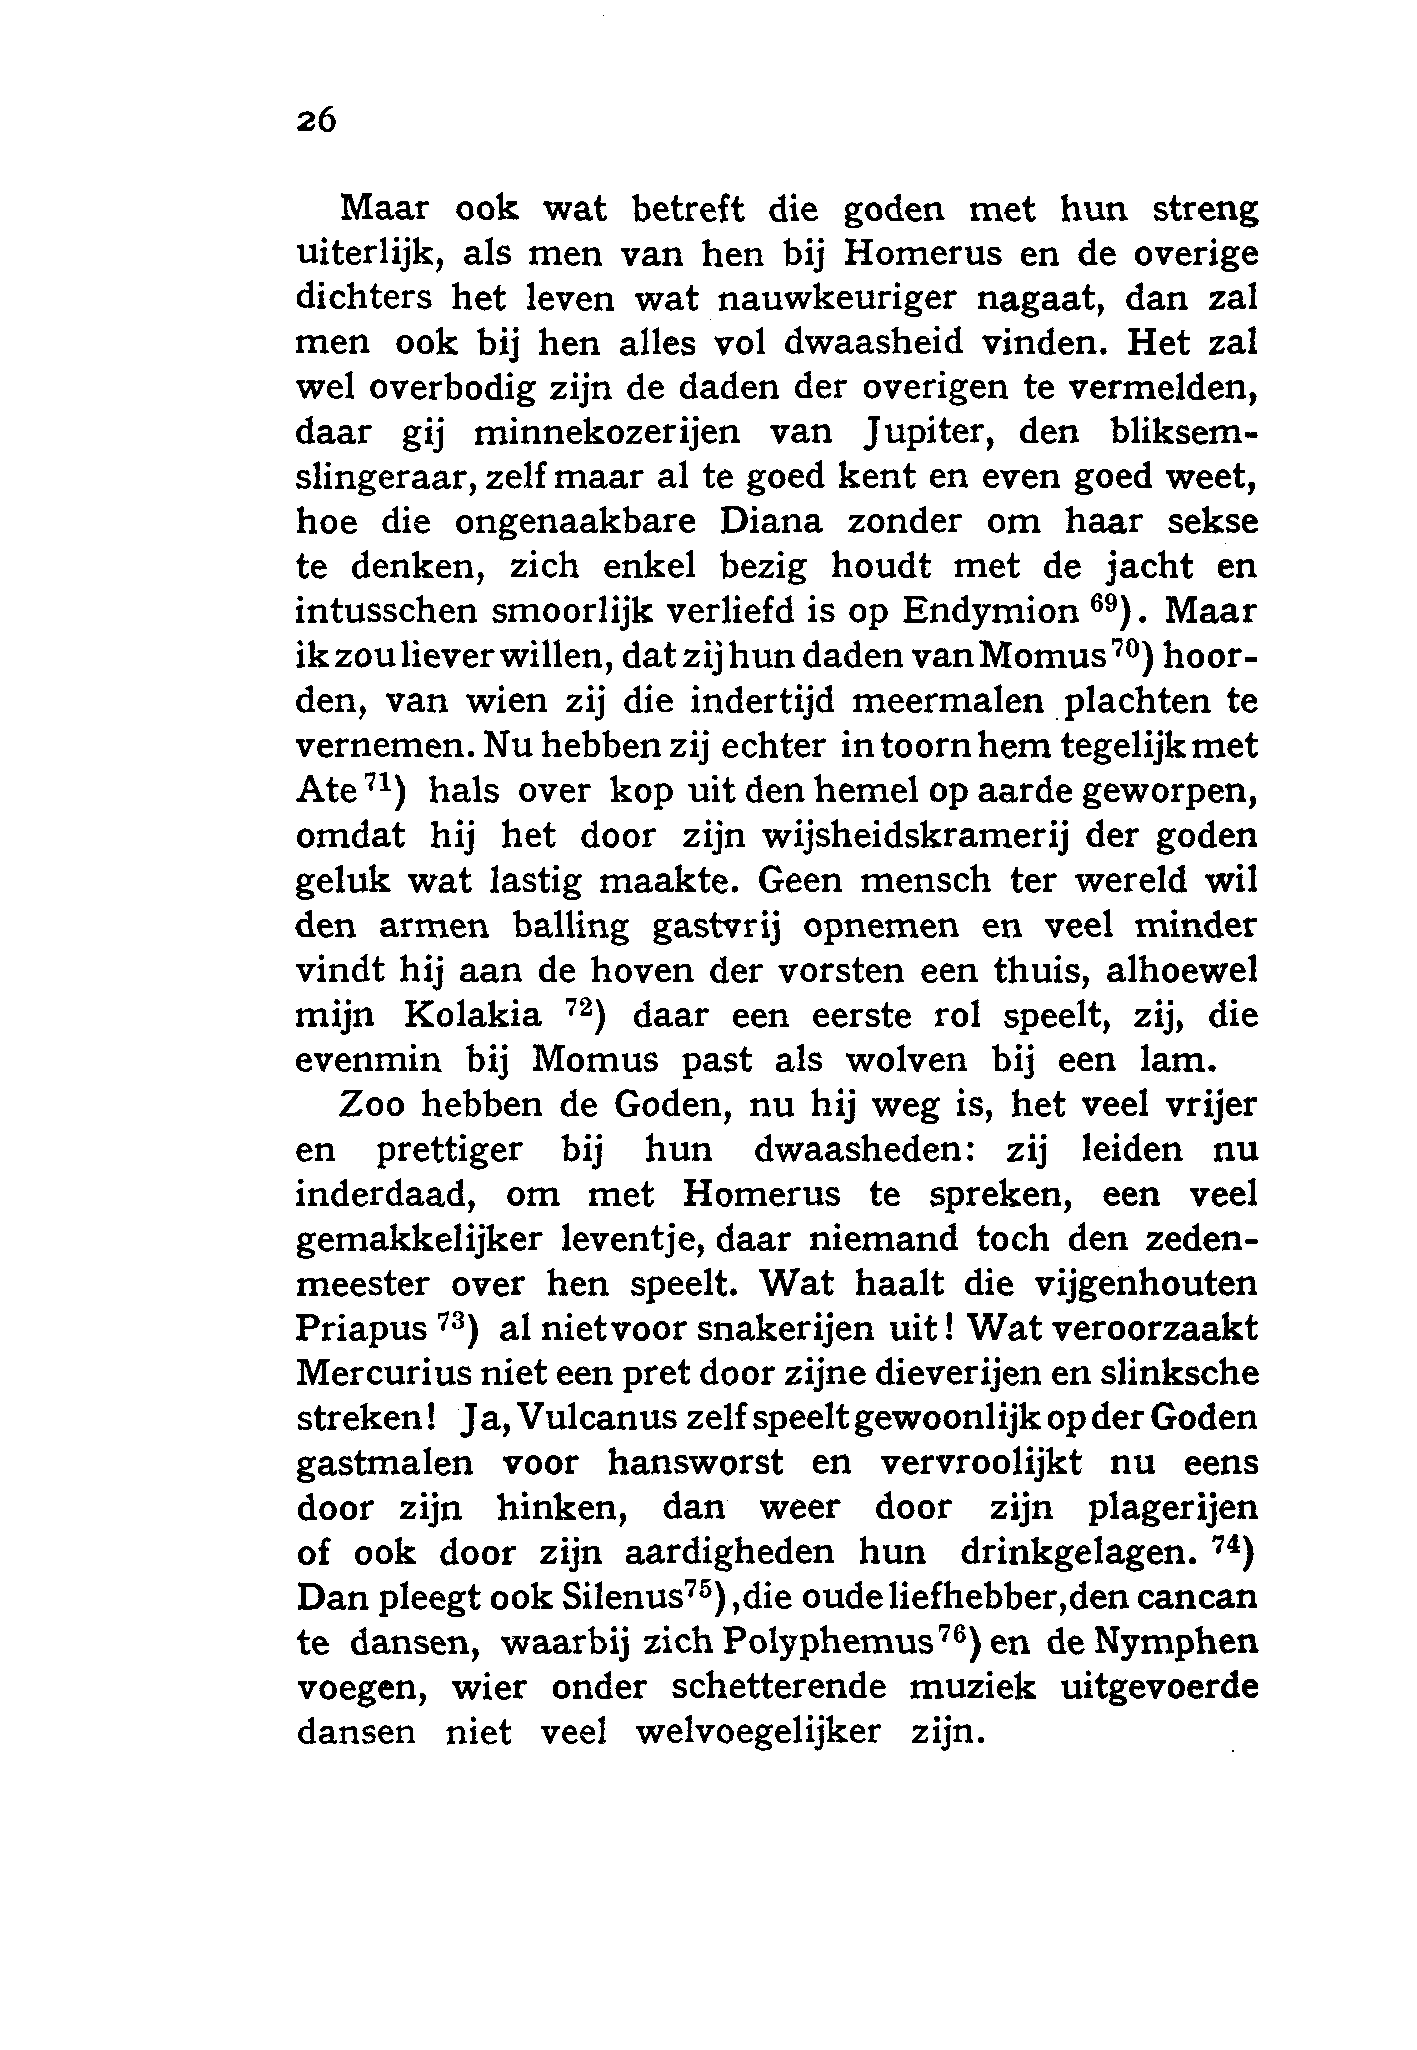 26
Maar ook wat betreft die goden met hun streng
uiterlijk, als men van hen bij Homerus en de overige
dichters het leven wat nauwkeuriger nagaat, dan zal
men ook bij hen alles vol dwaasheid vinden. Het zal
wel overbodig zijn de daden der overigen te vermelden,
daar gij minnekozerijen van Jupiter, den bliksem-
slingeraar, zelf maar al te goed kent en even goed weet,
hoe die ongenaakbare Diana zonder om haar sekse
te denken, zich enkel bezig houdt met de jacht en
intusschen smoorlijk verliefd is op Endymion ⁶⁹). Maar
ik zou liever willen, dat zij hun daden van Momus ⁷⁰) hoor-
den, van wien zij die indertijd meermalen plachten te
vernemen. Nu hebben zij echter in toorn hem tegelijk met
Ate ⁷¹) hals over kop uit den hemel op aarde geworpen,
omdat hij het door zijn wijsheidskramerij der goden
geluk wat lastig maakte. Geen mensch ter wereld wil
den armen balling gastvrij opnemen en veel minder
vindt hij aan de hoven der vorsten een thuis, alhoewel
mijn Kolakia ⁷²) daar een eerste rol speelt, zij, die
evenmin bij Momus past als wolven bij een lam.
Zoo hebben de Goden, nu hij weg is, het veel vrijer
en prettiger bij hun dwaasheden: zij leiden nu
inderdaad, om met Homerus te spreken, een veel
gemakkelijker leventje, daar niemand toch den zeden-
meester over hen speelt. Wat haalt die vijgenhouten
Priapus ⁷³) al niet voor snakerijen uit! Wat veroorzaakt
Mercurius niet een pret door zijne dieverijen en slinksche
streken! Ja, Vulcanus zelf speelt gewoonlijk op der Goden
gastmalen voor hansworst en vervroolijkt nu eens
door zijn hinken, dan weer door zijn plagerijen
of ook door zijn aardigheden hun drinkgelagen. ⁷⁴)
Dan pleegt ook Silenus ⁷⁵), die oude liefhebber, den cancan
te dansen, waarbij zich Polyphemus ⁷⁶) en de Nymphen
voegen, wier onder schetterende muziek uitgevoerde
dansen niet veel welvoegelijker zijn.